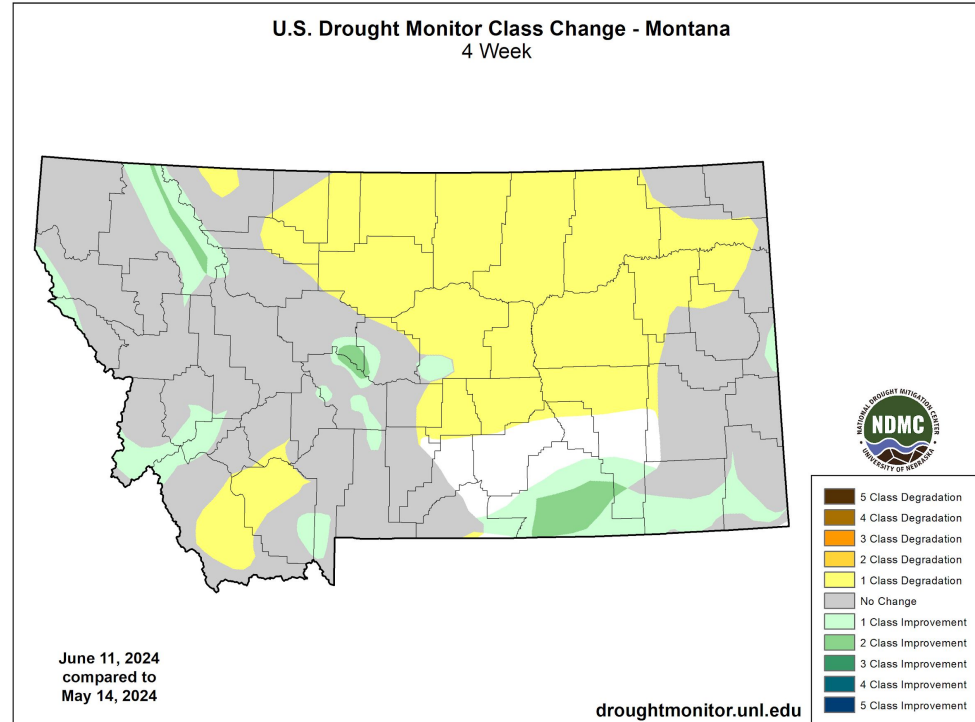 U.S. Drought Monitor Class Change - Montana
4 Week
NATIONAL DROUGHT MITIGATION CENTER
NDMC
UNIVERSITY OF NEBRASKA
5 Class Degradation
4 Class Degradation
3 Class Degradation
2 Class Degradation
1 Class Degradation
No Change
1 Class Improvement
2 Class Improvement
3 Class Improvement
4 Class Improvement
5 Class Improvement
June 11, 2024
compared to
May 14, 2024
droughtmonitor.unl.edu